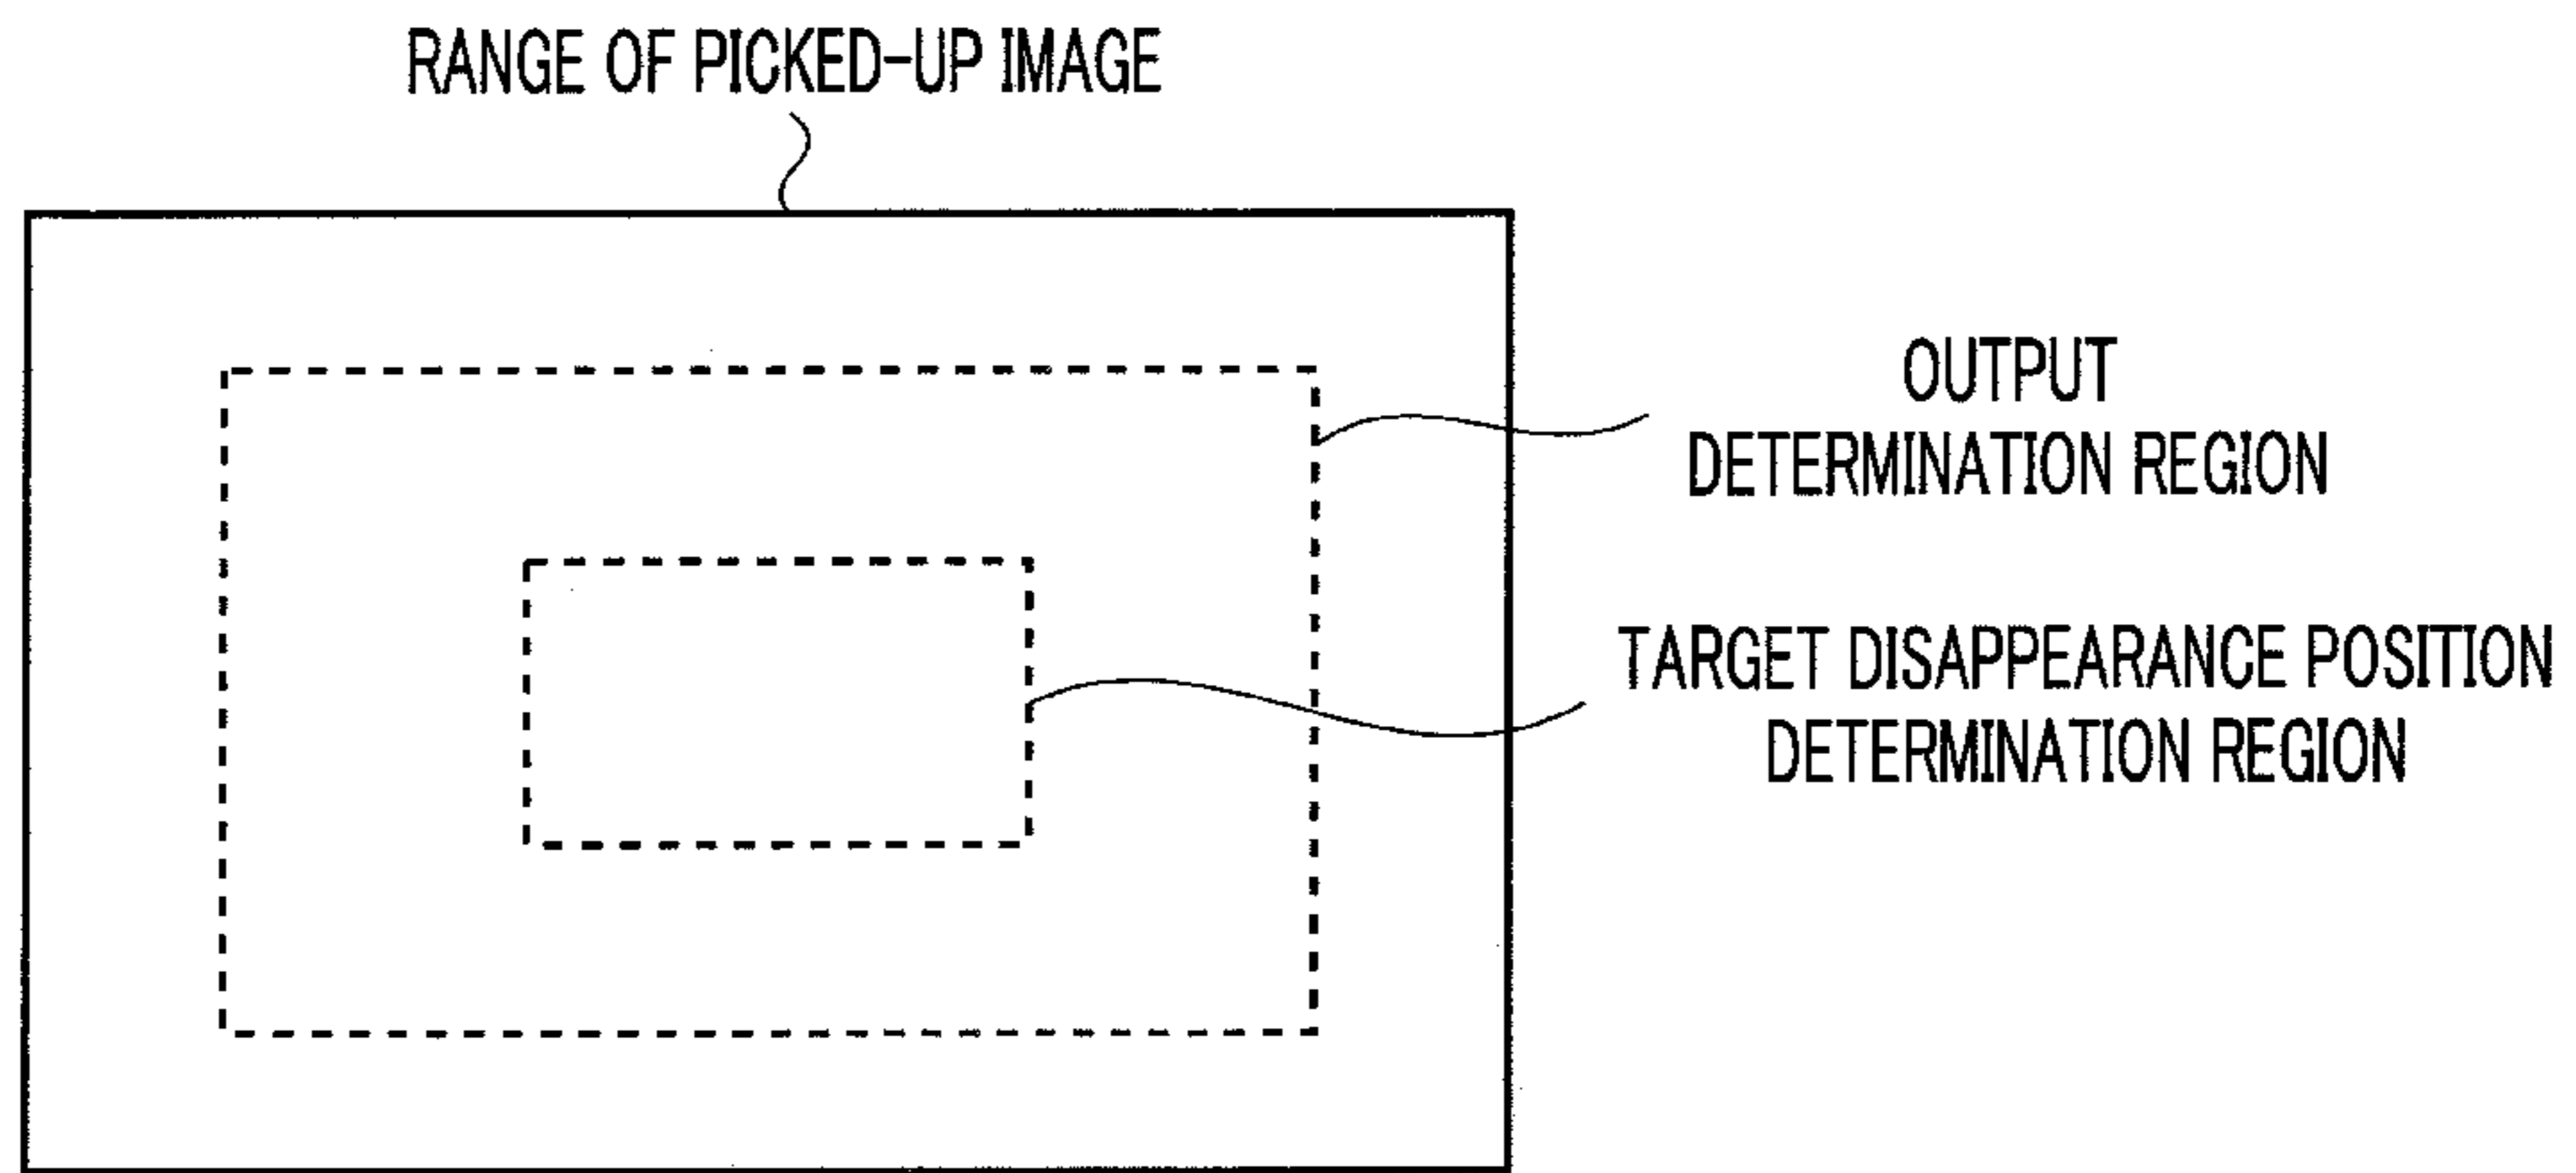 RANGE OF PICKED-UP IMAGE
OUTPUT
DETERMINATION REGION
TARGET DISAPPEARANCE POSITION
DETERMINATION REGION